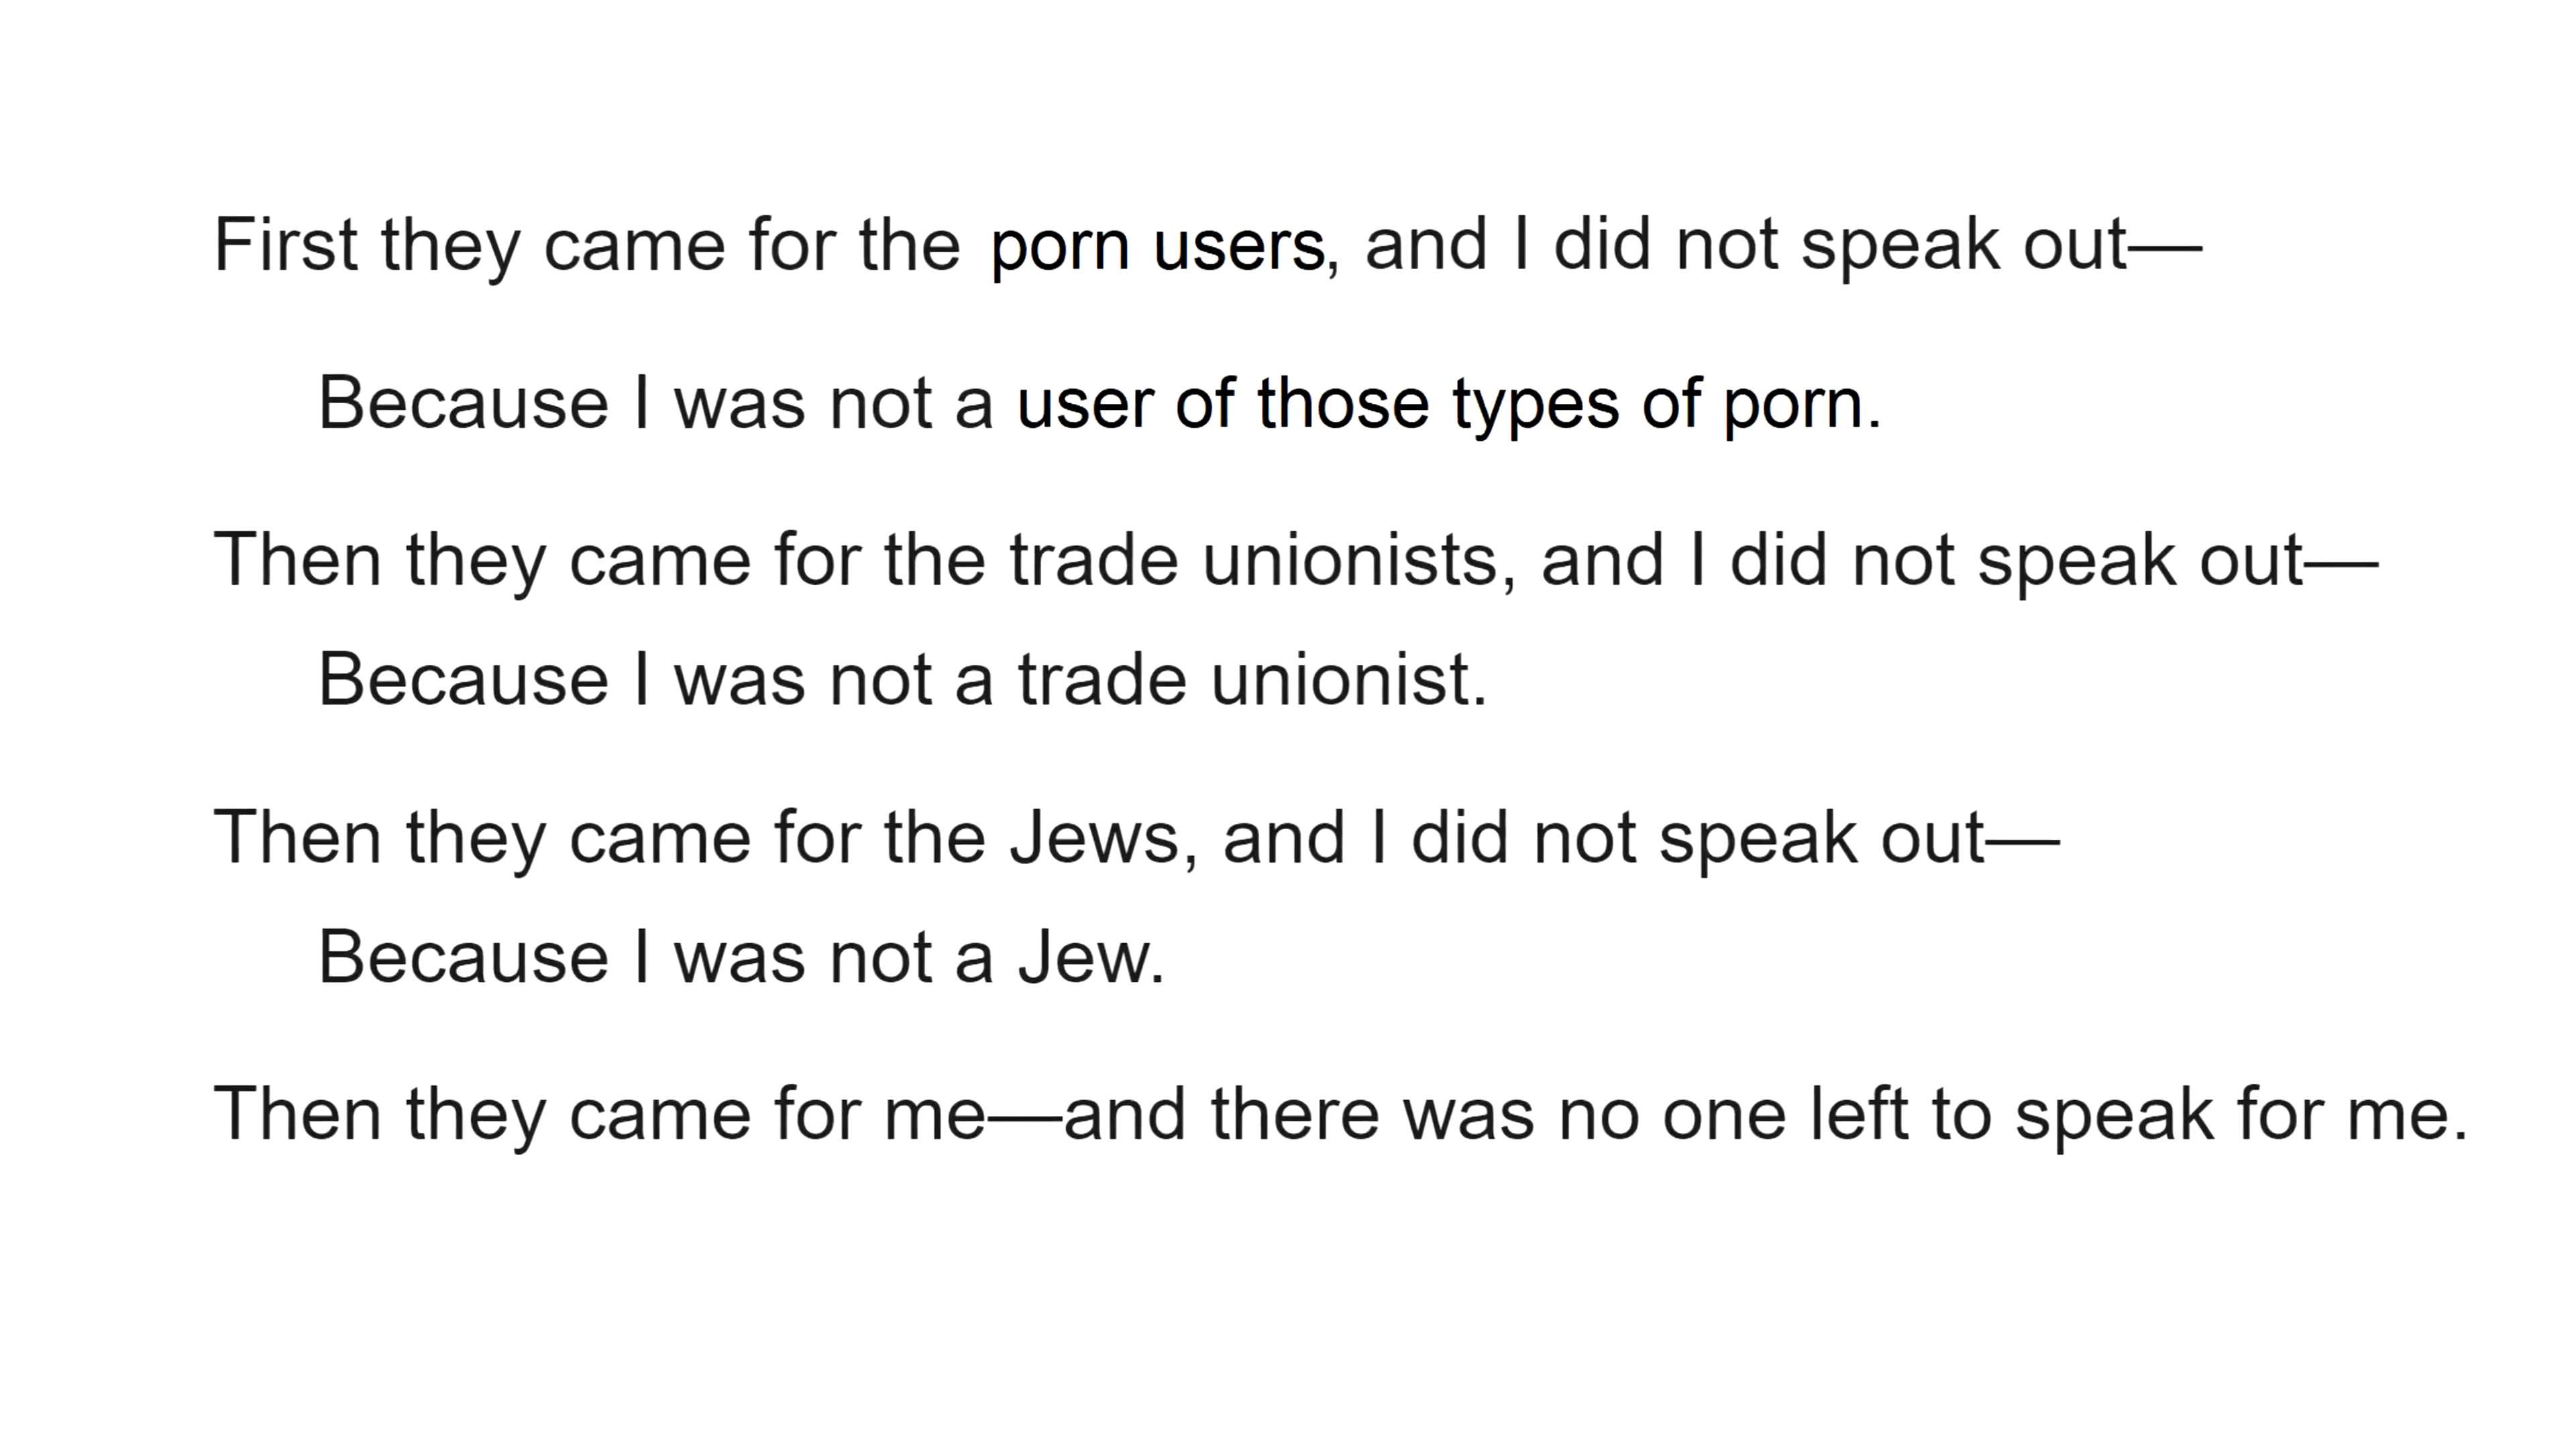 First they came for the porn users, and I did not speak out—
Because I was not a user of those types of porn.
Then they came for the trade unionists, and I did not speak out—
Because I was not a trade unionist.
Then they came for the Jews, and I did not speak out—
Because I was not a Jew.
Then they came for me—and there was no one left to speak for me.